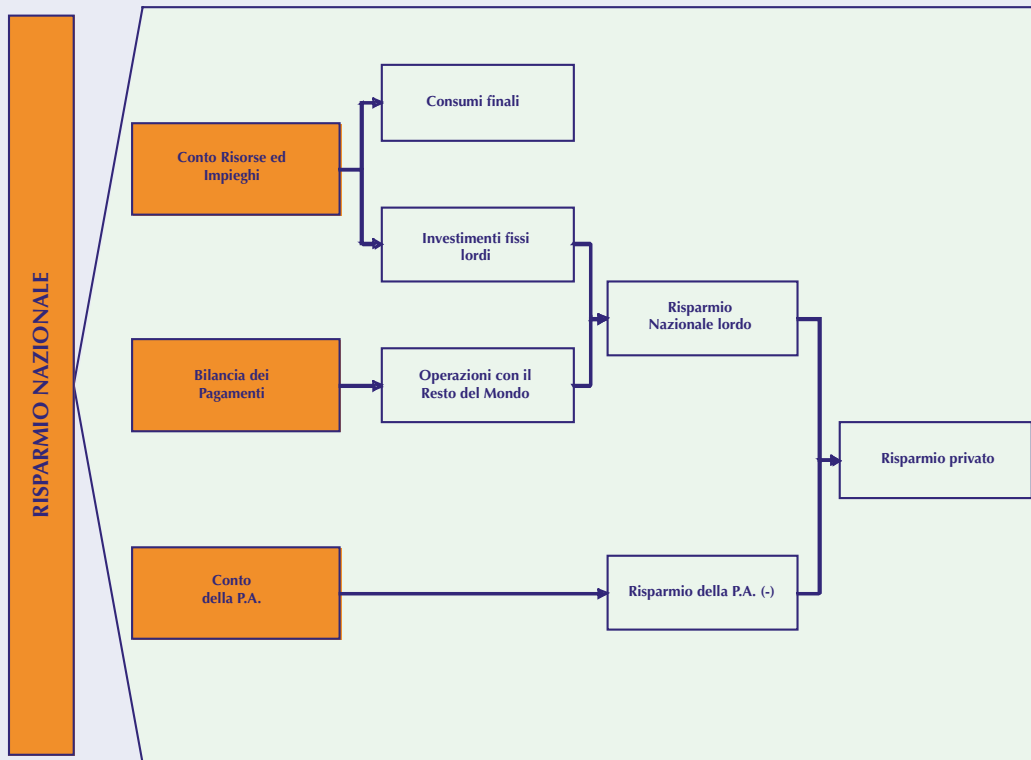 RISPARMIO NAZIONALE
Conto Risorse ed
Impieghi
Consumi finali
Investimenti fissi
lordi
Bilancia dei
Pagamenti
Operazioni con il
Resto del Mondo
Risparmio
Nazionale lordo
Risparmio privato
Conto
della P.A.
Risparmio della P.A. (-)